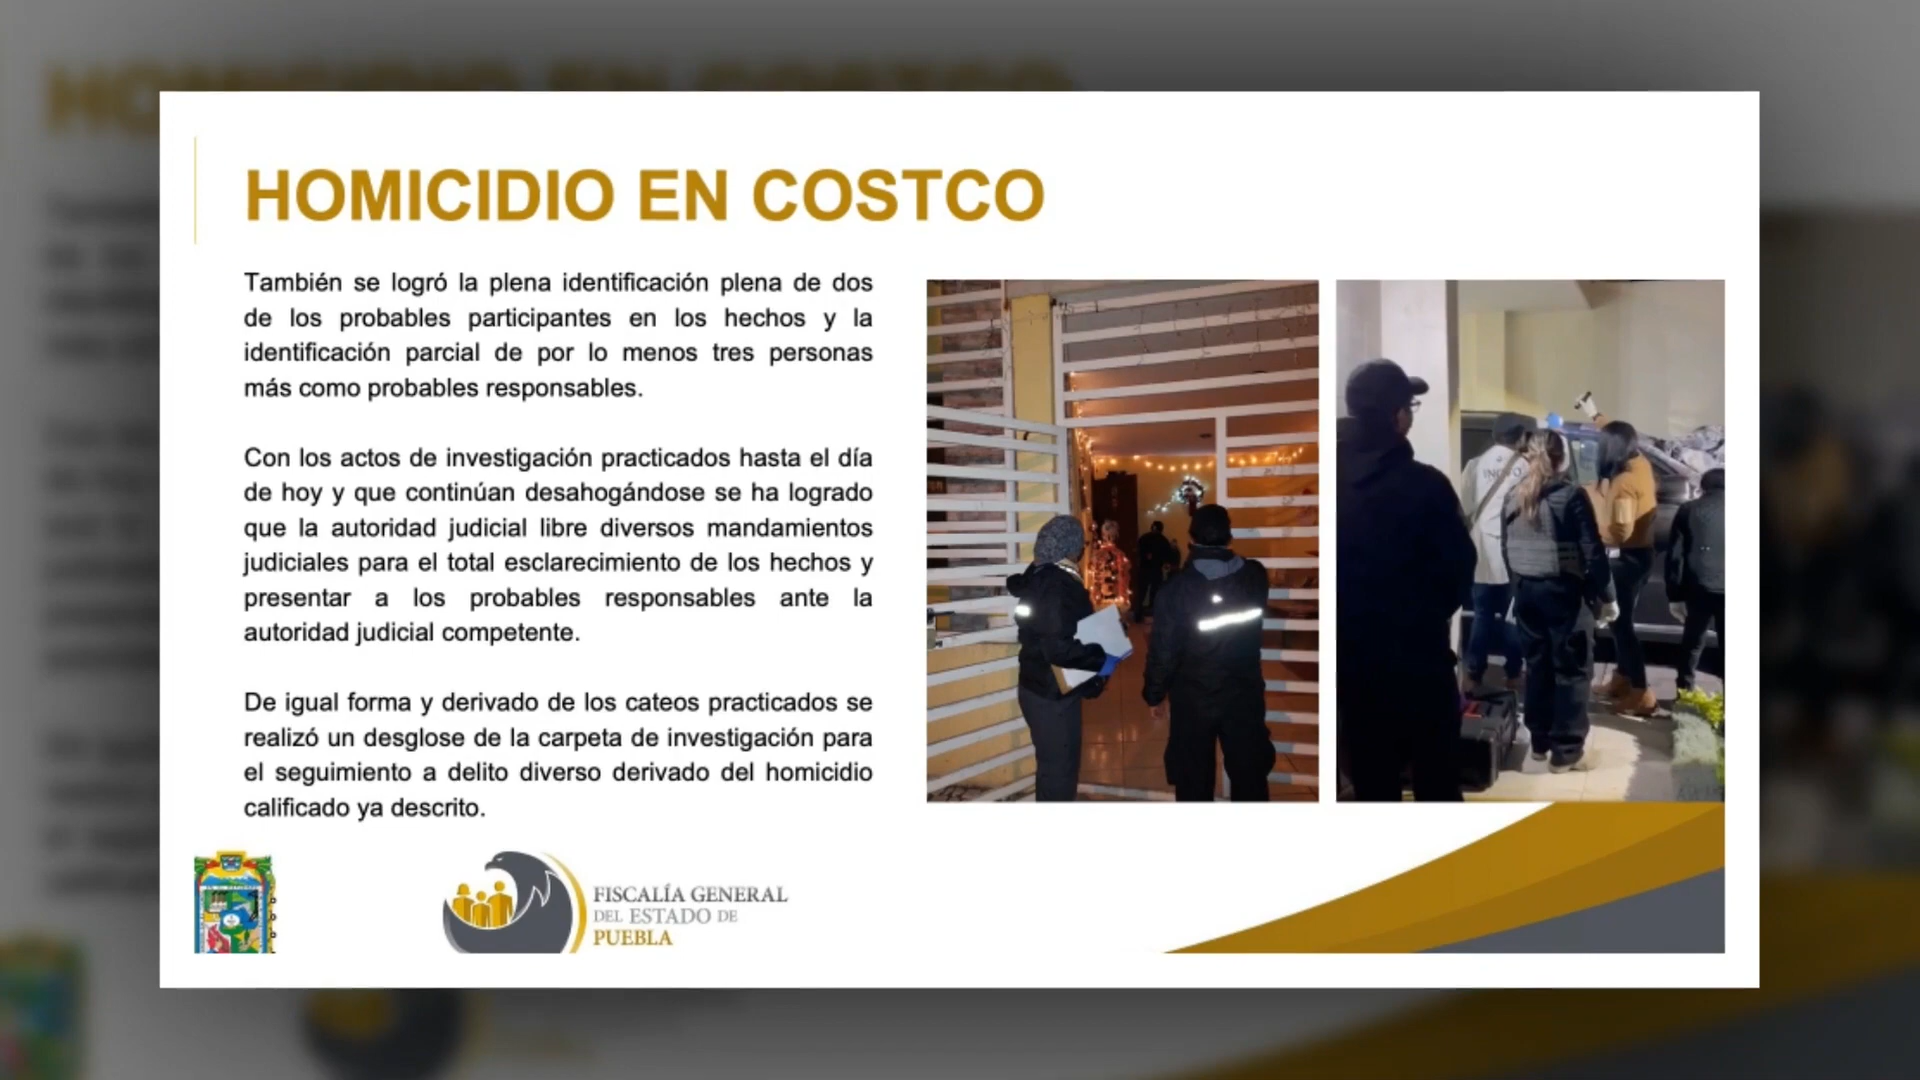 HOMICIDIO EN COSTCO
También se logró la plena identificación plena de dos
de los probables participantes en los hechos y la
identificación parcial de por lo menos tres personas
más como probables responsables.
Con los actos de investigación practicados hasta el día
de hoy y que continúan desahogándose se ha logrado
que la autoridad judicial libre diversos mandamientos
judiciales para el total esclarecimiento de los hechos y
presentar a los probables responsables ante la
autoridad judicial competente.
De igual forma y derivado de los cateos practicados se
realizó un desglose de la carpeta de investigación para
el seguimiento a delito diverso derivado del homicidio
calificado ya descrito.
FISCALÍA GENERAL
DEL ESTADO DE
PUEBLA